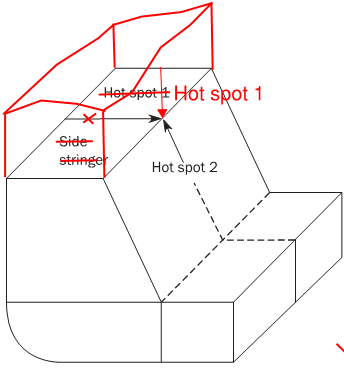 Hot spot 1 Hot spot 1
Side
stringer
Hot spot 2